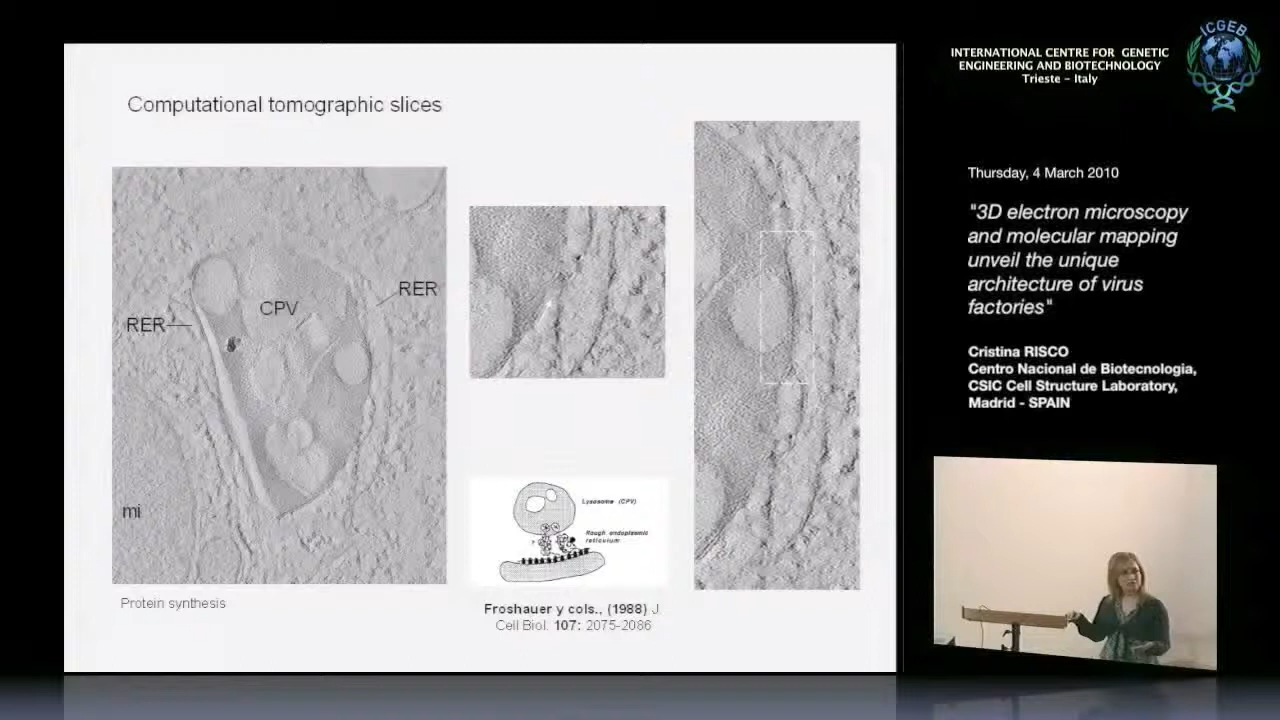 Computational tomographic slices
RER
CPV
RER
mi
Protein synthesis
Lysosome (CPV)
Rough endoplasmic
reticulum
Froshauer y cols., (1988) J.
Cell Biol. 107: 2075-2086
ICGEB
INTERNATIONAL CENTRE FOR GENETIC
ENGINEERING AND BIOTECHNOLOGY
Trieste – Italy
Thursday, 4 March 2010
"3D electron microscopy
and molecular mapping
unveil the unique
architecture of virus
factories"
Cristina RISCO
Centro Nacional de Biotecnologia,
CSIC Cell Structure Laboratory,
Madrid - SPAIN